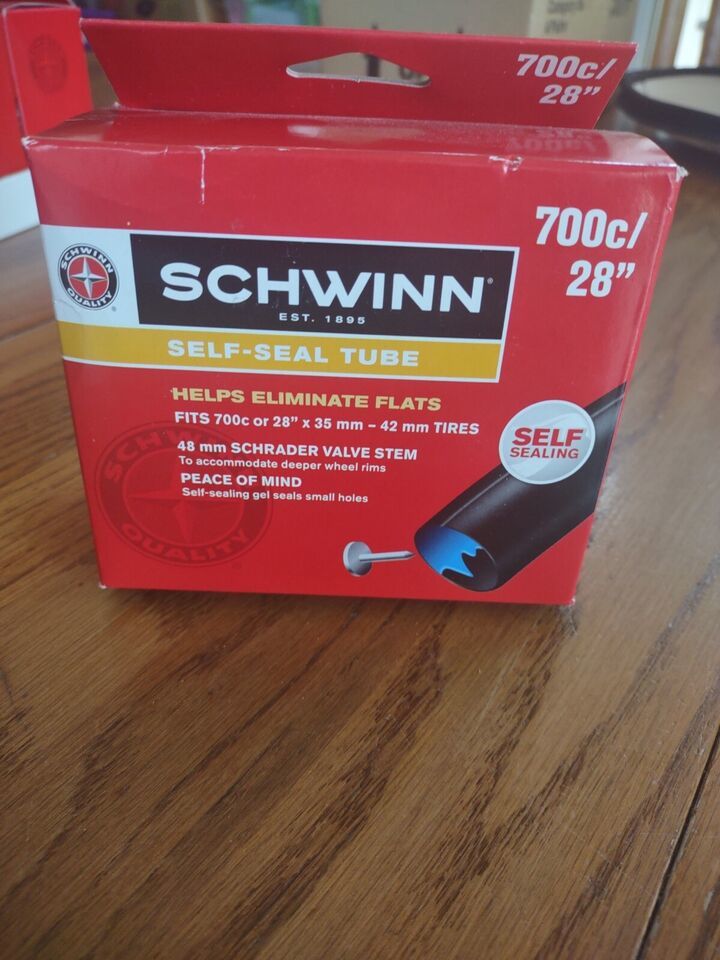 700c/
28”
700c/
28”
SCHWINN
QUALITY
®
SCHWINN®
EST. 1895
SELF-SEAL TUBE
HELPS ELIMINATE FLATS
FITS 700c or 28” x 35 mm – 42 mm TIRES
48 mm SCHRADER VALVE STEM
To accommodate deeper wheel rims
PEACE OF MIND
Self-sealing gel seals small holes
SELF
SEALING
SCHWINN
QUALITY
®